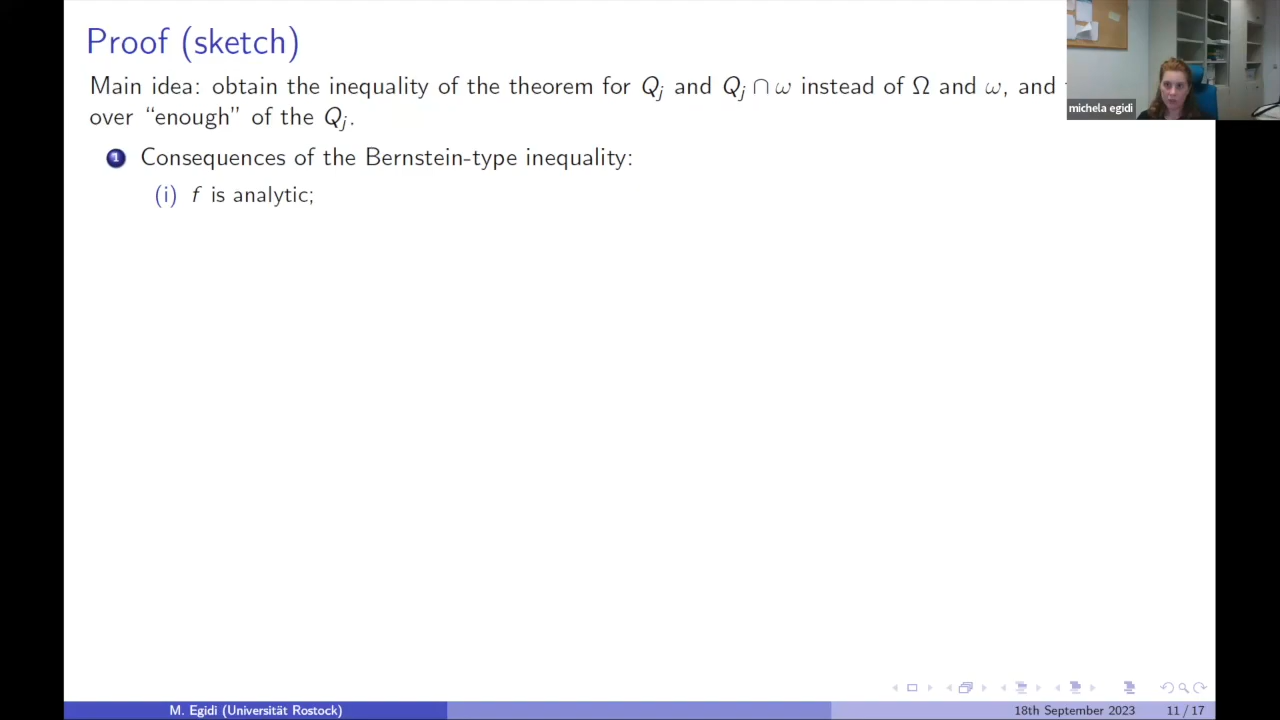 Proof (sketch)
Main idea: obtain the inequality of the theorem for Q_j and Q_j ∩ ω instead of Ω and ω, and
over “enough” of the Q_j.
1 Consequences of the Bernstein-type inequality:
(i) f is analytic;
michela egidi
M. Egidi (Universität Rostock)
18th September 2023
11 / 17